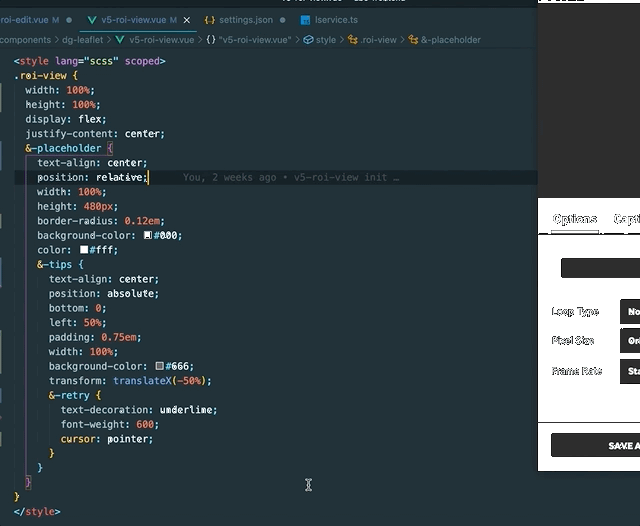 roi-edit.vue M
v5-roi-view.vue M
settings.json
lservice.ts
components > dg-leaflet > v5-roi-view.vue > {} "v5-roi-view.vue" > style > .roi-view > &-placeholder
<style lang="scss" scoped>
.roi-view {
width: 100%;
height: 100%;
display: flex;
justify-content: center;
&-placeholder {
text-align: center;
position: relative; You, 2 weeks ago • v5-roi-view init …
width: 100%;
height: 480px;
border-radius: 0.12em;
background-color: #000;
color: #fff;
&-tips {
text-align: center;
position: absolute;
bottom: 0;
left: 50%;
padding: 0.75em;
width: 100%;
background-color: #666;
transform: translateX(-50%);
&-retry {
text-decoration: underline;
font-weight: 600;
cursor: pointer;
}
}
}
}
</style>
Options Capti
Loop Type No
Pixel Size Ori
Frame Rate Sta
SAVE A